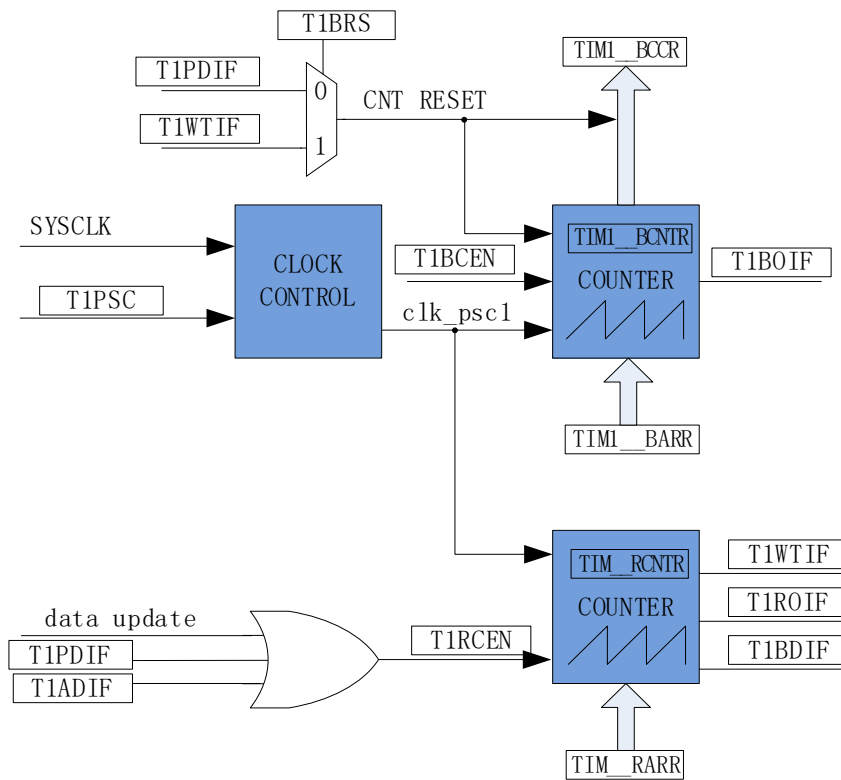 T1BRS
TIM1__BCCR
T1PDIF
0
CNT RESET
T1WTIF
1
SYSCLK
TIM1__BCNTR
T1BCEN
CLOCK
CONTROL
COUNTER
T1BOIF
T1PSC
clk_psc1
TIM1__BARR
TIM__RCNTR
T1WTIF
COUNTER
T1ROIF
data update
T1RCEN
T1BDIF
T1PDIF
T1ADIF
TIM__RARR